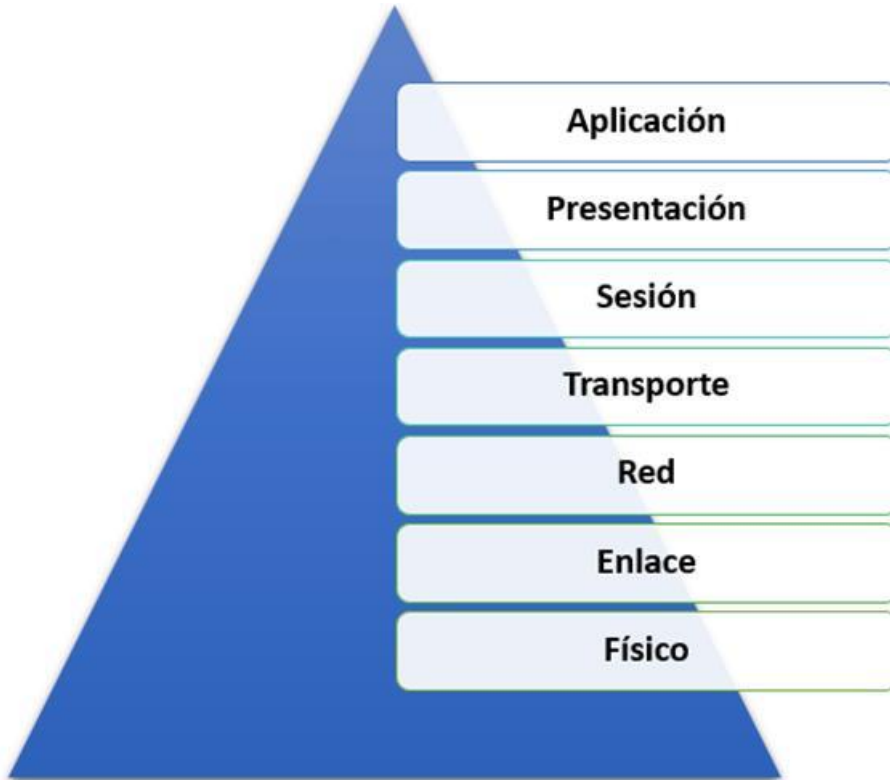 Aplicación
Presentación
Sesión
Transporte
Red
Enlace
Físico